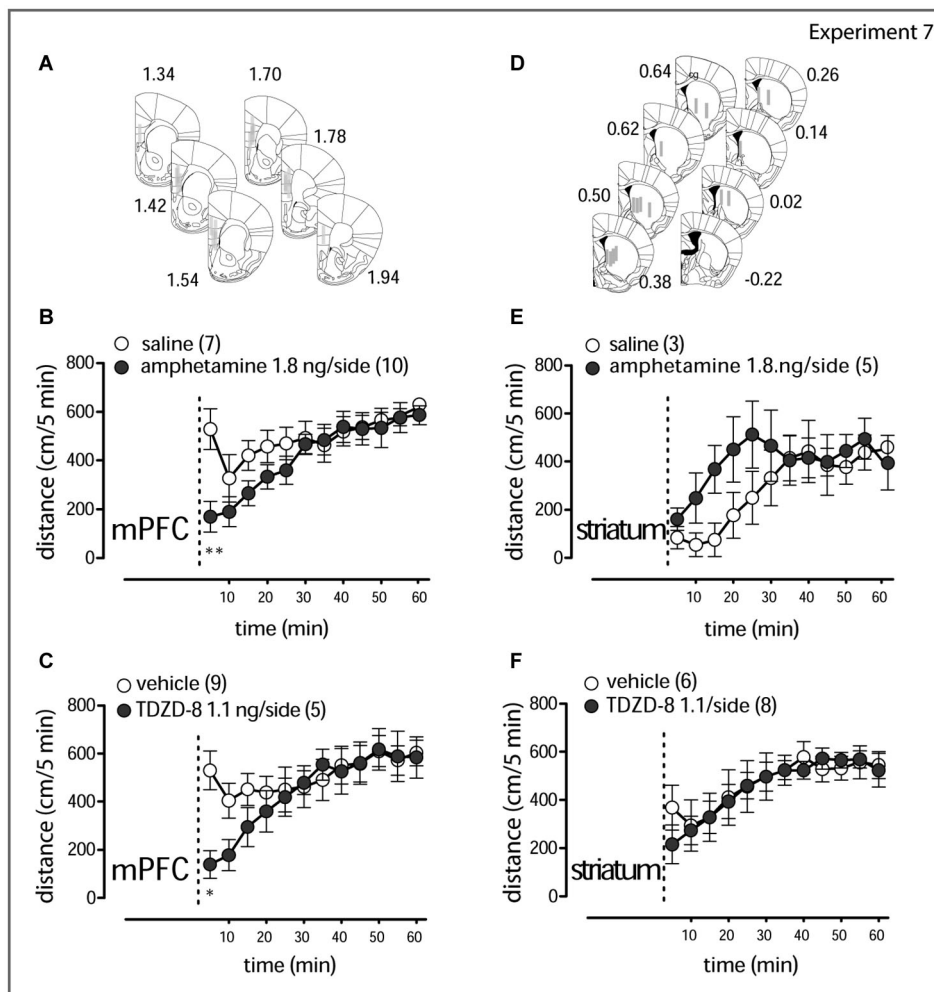 Experiment 7
A
1.34
1.70
1.78
1.42
1.54
1.94
B
saline (7)
amphetamine 1.8 ng/side (10)
800
600
400
200
0
distance (cm/5 min)
mPFC
**
10 20 30 40 50 60
time (min)
C
vehicle (9)
TDZD-8 1.1 ng/side (5)
800
600
400
200
0
distance (cm/5 min)
mPFC
*
10 20 30 40 50 60
time (min)
D
0.64
0.26
0.62
0.14
0.50
0.02
0.38
-0.22
E
saline (3)
amphetamine 1.8.ng/side (5)
800
600
400
200
0
distance (cm/5 min)
striatum
10 20 30 40 50 60
time (min)
F
vehicle (6)
TDZD-8 1.1/side (8)
800
600
400
200
0
distance (cm/5 min)
striatum
10 20 30 40 50 60
time (min)